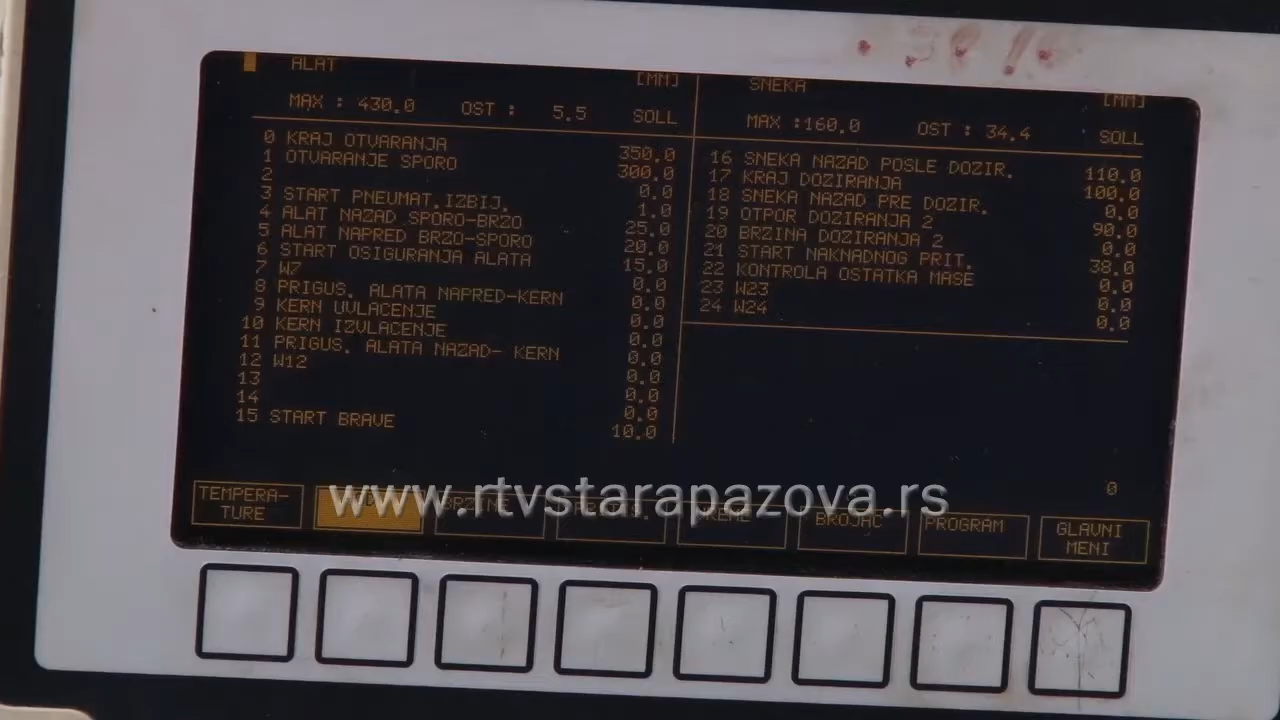 ALAT
[MM]
MAX : 430.0 OST : 5.5 SOLL
0 KRAJ OTVARANJA 350.0
1 OTVARANJE SPORO 300.0
2 0.0
3 START PNEUMAT.IZBIJ. 1.0
4 ALAT NAZAD SPORO-BRZO 25.0
5 ALAT NAPRED BRZO-SPORO 20.0
6 START OSIGURANJA ALATA 15.0
7 W7 0.0
8 PRIGUS. ALATA NAPRED-KERN 0.0
9 KERN UVLACENJE 0.0
10 KERN IZVLACENJE 0.0
11 PRIGUS. ALATA NAZAD- KERN 0.0
12 W12 0.0
13 0.0
14 0.0
15 START BRAVE 10.0
SNEKA
[MM]
MAX :160.0 OST : 34.4 SOLL
16 SNEKA NAZAD POSLE DOZIR. 110.0
17 KRAJ DOZIRANJA 100.0
18 SNEKA NAZAD PRE DOZIR. 0.0
19 OTPOR DOZIRANJA 2 90.0
20 BRZINA DOZIRANJA 2 0.0
21 START NAKNADNOG PRIT. 38.0
22 KONTROLA OSTATKA MASE 0.0
23 W23 0.0
24 W24 0.0
0
www.rtvstarapazova.rs
TEMPERA-
TURE
BRZINE
BROJAC
PROGRAM
GLAVNI
MENI